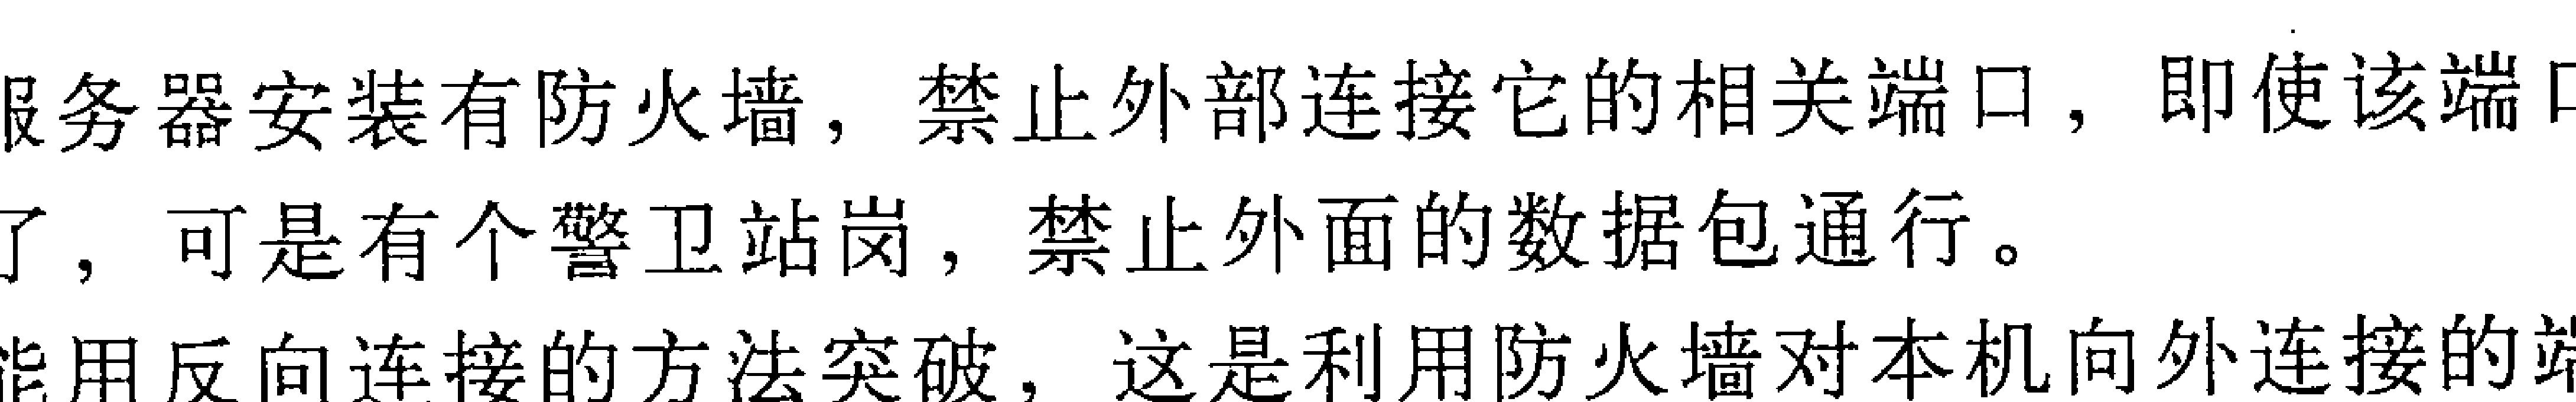 服务器安装有防火墙，禁止外部连接它的相关端口，即使该端口
了，可是有个警卫站岗，禁止外面的数据包通行。
能用反向连接的方法突破，这是利用防火墙对本机向外连接的端